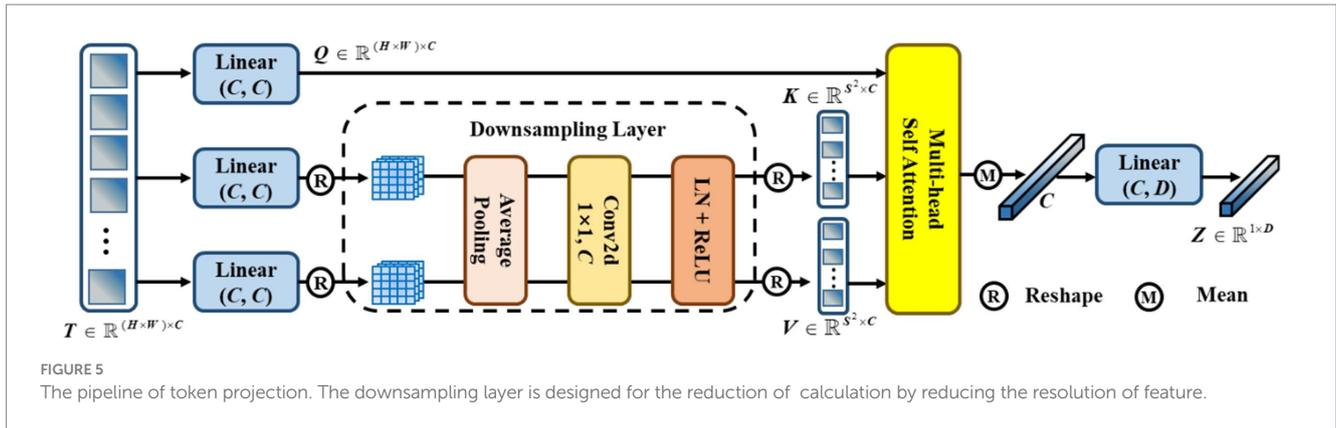 Linear
(C, C)
Q ∈ ℝ^{(H×W)×C}
K ∈ ℝ^{S²×C}
Downsampling Layer
Linear
(C, C)
R
Average
Pooling
Conv2d
1×1, C
LN + ReLU
R
Multi-head
Self Attention
M
C
Linear
(C, D)
Z ∈ ℝ^{1×D}
Linear
(C, C)
R
R
V ∈ ℝ^{S²×C}
R Reshape M Mean
T ∈ ℝ^{(H×W)×C}
FIGURE 5
The pipeline of token projection. The downsampling layer is designed for the reduction of calculation by reducing the resolution of feature.